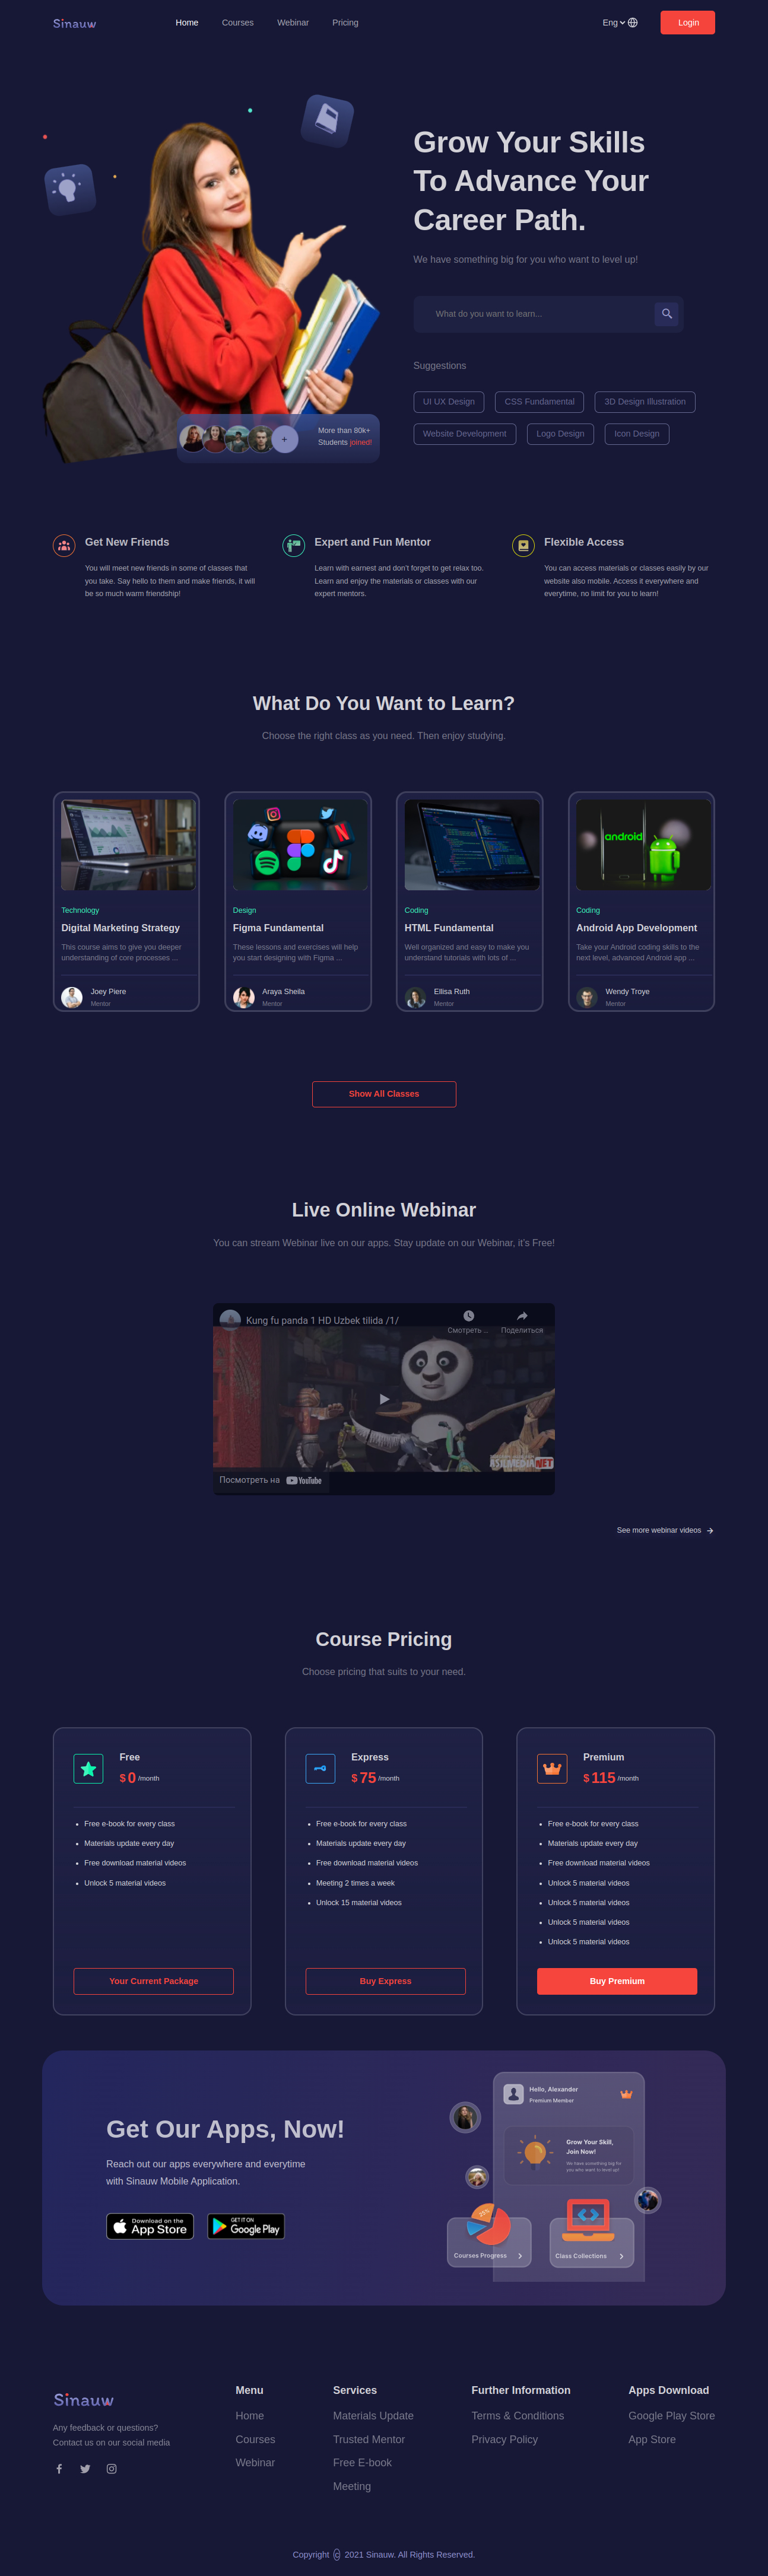 Sinauw
Home
Courses
Webinar
Pricing
Eng
Login
Grow Your Skills
To Advance Your
Career Path.
We have something big for you who want to level up!
What do you want to learn...
Suggestions
UI UX Design
CSS Fundamental
3D Design Illustration
Website Development
Logo Design
Icon Design
+
More than 80k+
Students joined!
Get New Friends
You will meet new friends in some of classes that
you take. Say hello to them and make friends, it will
be so much warm friendship!
Expert and Fun Mentor
Learn with earnest and don't forget to get relax too.
Learn and enjoy the materials or classes with our
expert mentors.
Flexible Access
You can access materials or classes easily by our
website also mobile. Access it everywhere and
everytime, no limit for you to learn!
What Do You Want to Learn?
Choose the right class as you need. Then enjoy studying.
Technology
Digital Marketing Strategy
This course aims to give you deeper
understanding of core processes ...
Joey Piere
Mentor
Design
Figma Fundamental
These lessons and exercises will help
you start designing with Figma ...
Araya Sheila
Mentor
Coding
HTML Fundamental
Well organized and easy to make you
understand tutorials with lots of ...
Ellisa Ruth
Mentor
android
Coding
Android App Development
Take your Android coding skills to the
next level, advanced Android app ...
Wendy Troye
Mentor
Show All Classes
Live Online Webinar
You can stream Webinar live on our apps. Stay update on our Webinar, it's Free!
Kung fu panda 1 HD Uzbek tilida /1/
Смотреть ...
Поделиться
ASILMEDIA.NET
Посмотреть на YouTube
See more webinar videos
Course Pricing
Choose pricing that suits to your need.
Free
$ 0 /month
Free e-book for every class
Materials update every day
Free download material videos
Unlock 5 material videos
Your Current Package
Express
$ 75 /month
Free e-book for every class
Materials update every day
Free download material videos
Meeting 2 times a week
Unlock 15 material videos
Buy Express
Premium
$ 115 /month
Free e-book for every class
Materials update every day
Free download material videos
Unlock 5 material videos
Unlock 5 material videos
Unlock 5 material videos
Unlock 5 material videos
Buy Premium
Get Our Apps, Now!
Reach out our apps everywhere and everytime
with Sinauw Mobile Application.
Download on the
App Store
GET IT ON
Google Play
Hello, Alexander
Premium Member
Grow Your Skill,
Join Now!
We have something big for
you who want to level up!
25%
Courses Progress
Class Collections
Sinauw
Any feedback or questions?
Contact us on our social media
Menu
Home
Courses
Webinar
Services
Materials Update
Trusted Mentor
Free E-book
Meeting
Further Information
Terms & Conditions
Privacy Policy
Apps Download
Google Play Store
App Store
Copyright © 2021 Sinauw. All Rights Reserved.